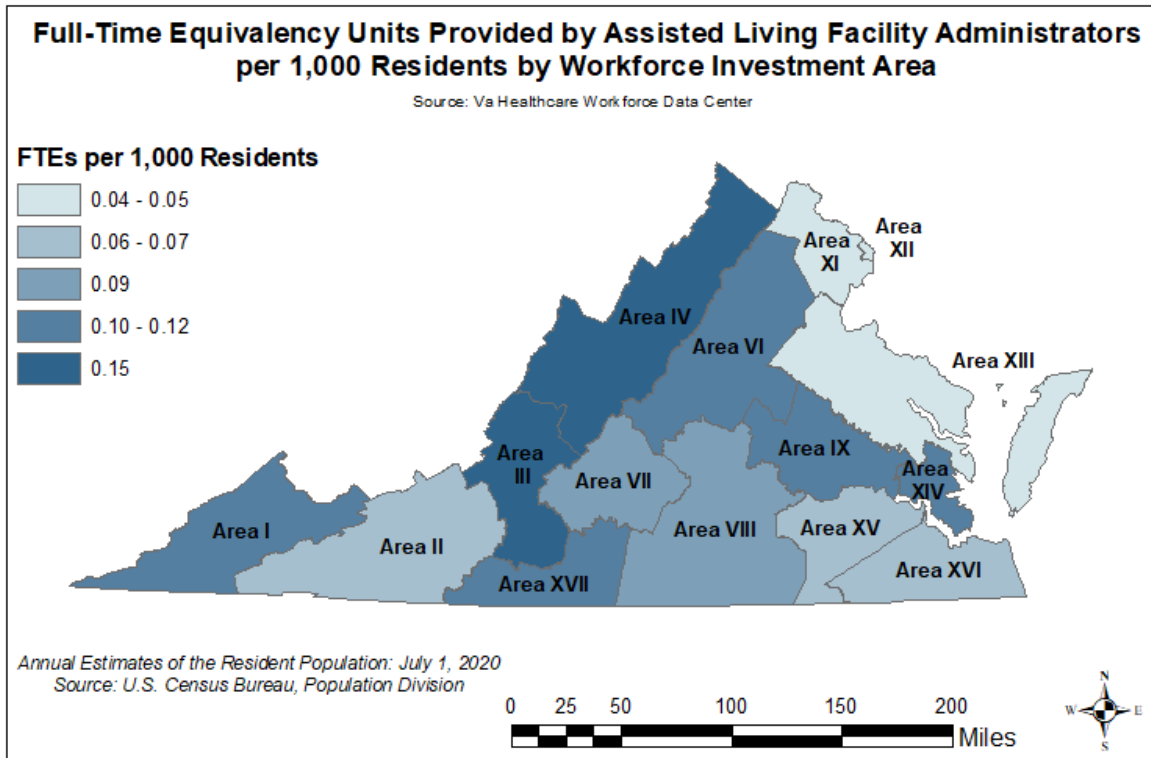 Full-Time Equivalency Units Provided by Assisted Living Facility Administrators
per 1,000 Residents by Workforce Investment Area
Source: Va Healthcare Workforce Data Center
FTEs per 1,000 Residents
0.04 - 0.05
0.06 - 0.07
0.09
0.10 - 0.12
0.15
Area
XII
Area
XI
Area IV
Area VI
Area XIII
Area
III
Area IX
Area
XIV
Area VII
Area I
Area II
Area VIII
Area XV
Area XVI
Area XVII
Annual Estimates of the Resident Population: July 1, 2020
Source: U.S. Census Bureau, Population Division
0 25 50 100 150 200
Miles
N
W E
S